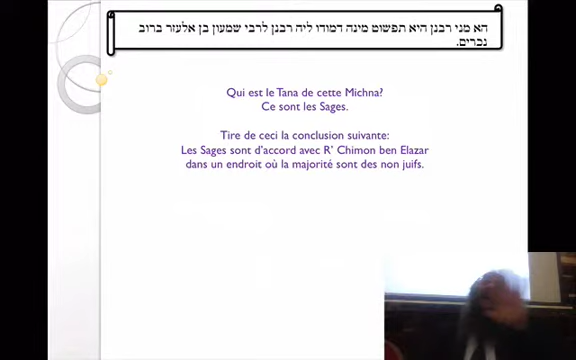 הא מני רבנן היא תפשוט מינה דמודו ליה רבנן לרבי שמעון בן אלעזר ברוב
נכרים.
Qui est le Tana de cette Michna?
Ce sont les Sages.
Tire de ceci la conclusion suivante:
Les Sages sont d'accord avec R' Chimon ben Elazar
dans un endroit où la majorité sont des non juifs.